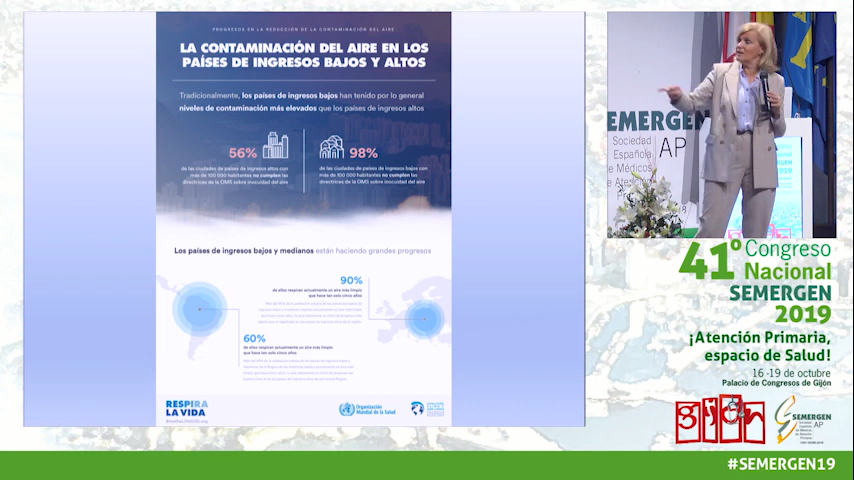 PROGRESOS EN LA REDUCCIÓN DE LA CONTAMINACIÓN DEL AIRE
LA CONTAMINACIÓN DEL AIRE EN LOS
PAÍSES DE INGRESOS BAJOS Y ALTOS
Tradicionalmente, los países de ingresos bajos han tenido por lo general
niveles de contaminación más elevados que los países de ingresos altos
56%
de las ciudades de países de ingresos altos con
más de 100 000 habitantes no cumplen las
directrices de la OMS sobre inocuidad del aire
98%
de las ciudades de países de ingresos bajos con
más de 100 000 habitantes no cumplen las
directrices de la OMS sobre inocuidad del aire
Los países de ingresos bajos y medianos están haciendo grandes progresos
90%
de ellos respiran actualmente un aire más limpio
que hace tan solo cinco años
60%
de ellos respiran actualmente un aire más limpio
que hace tan solo cinco años
RESPIRA
LA VIDA
Organización
Mundial de la Salud
SEMERGEN
Sociedad
Española
de Médicos
AP
41º Congreso
Nacional
SEMERGEN
2019
¡Atención Primaria,
espacio de Salud!
16 -19 de octubre
Palacio de Congresos de Gijón
gijón
SEMERGEN
AP
#SEMERGEN19